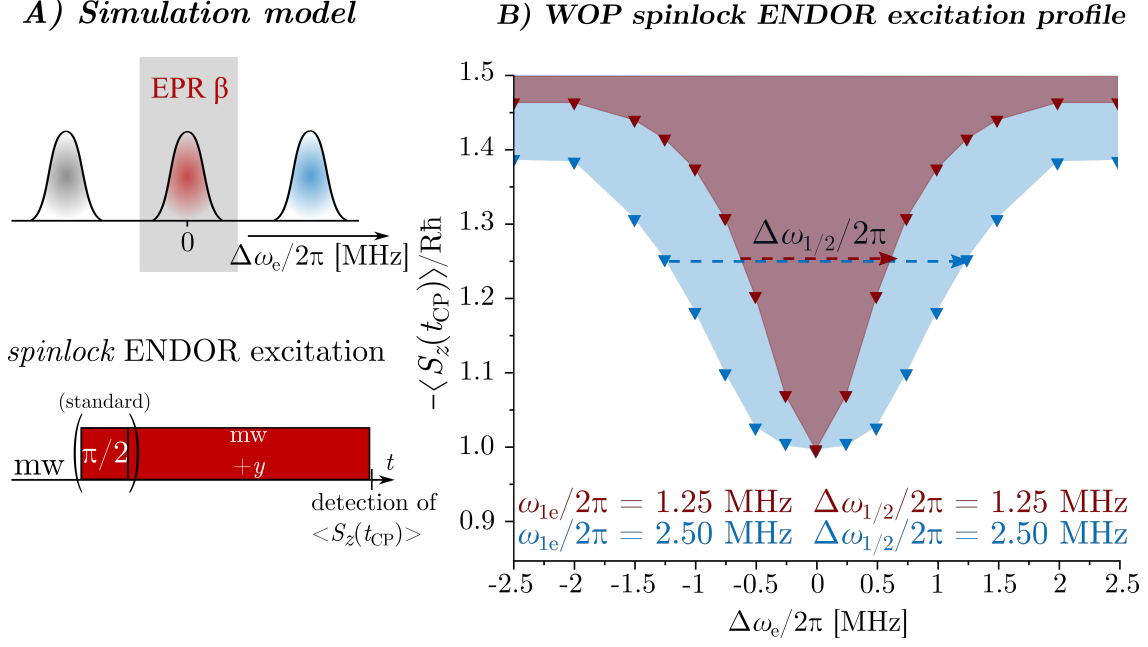 A) Simulation model
EPR β
0
Δωe/2π [MHz]
spinlock ENDOR excitation
(standard)
mw
π/2
mw
+y
t
detection of
<Sz(tCP)>
B) WOP spinlock ENDOR excitation profile
−⟨Sz(tCP)⟩/Rħ
1.5
1.4
1.3
1.2
1.1
1.0
0.9
Δω1/2/2π
ω1e/2π = 1.25 MHz Δω1/2/2π = 1.25 MHz
ω1e/2π = 2.50 MHz Δω1/2/2π = 2.50 MHz
-2.5 -2 -1.5 -1 -0.5 0 0.5 1 1.5 2.5
Δωe/2π [MHz]